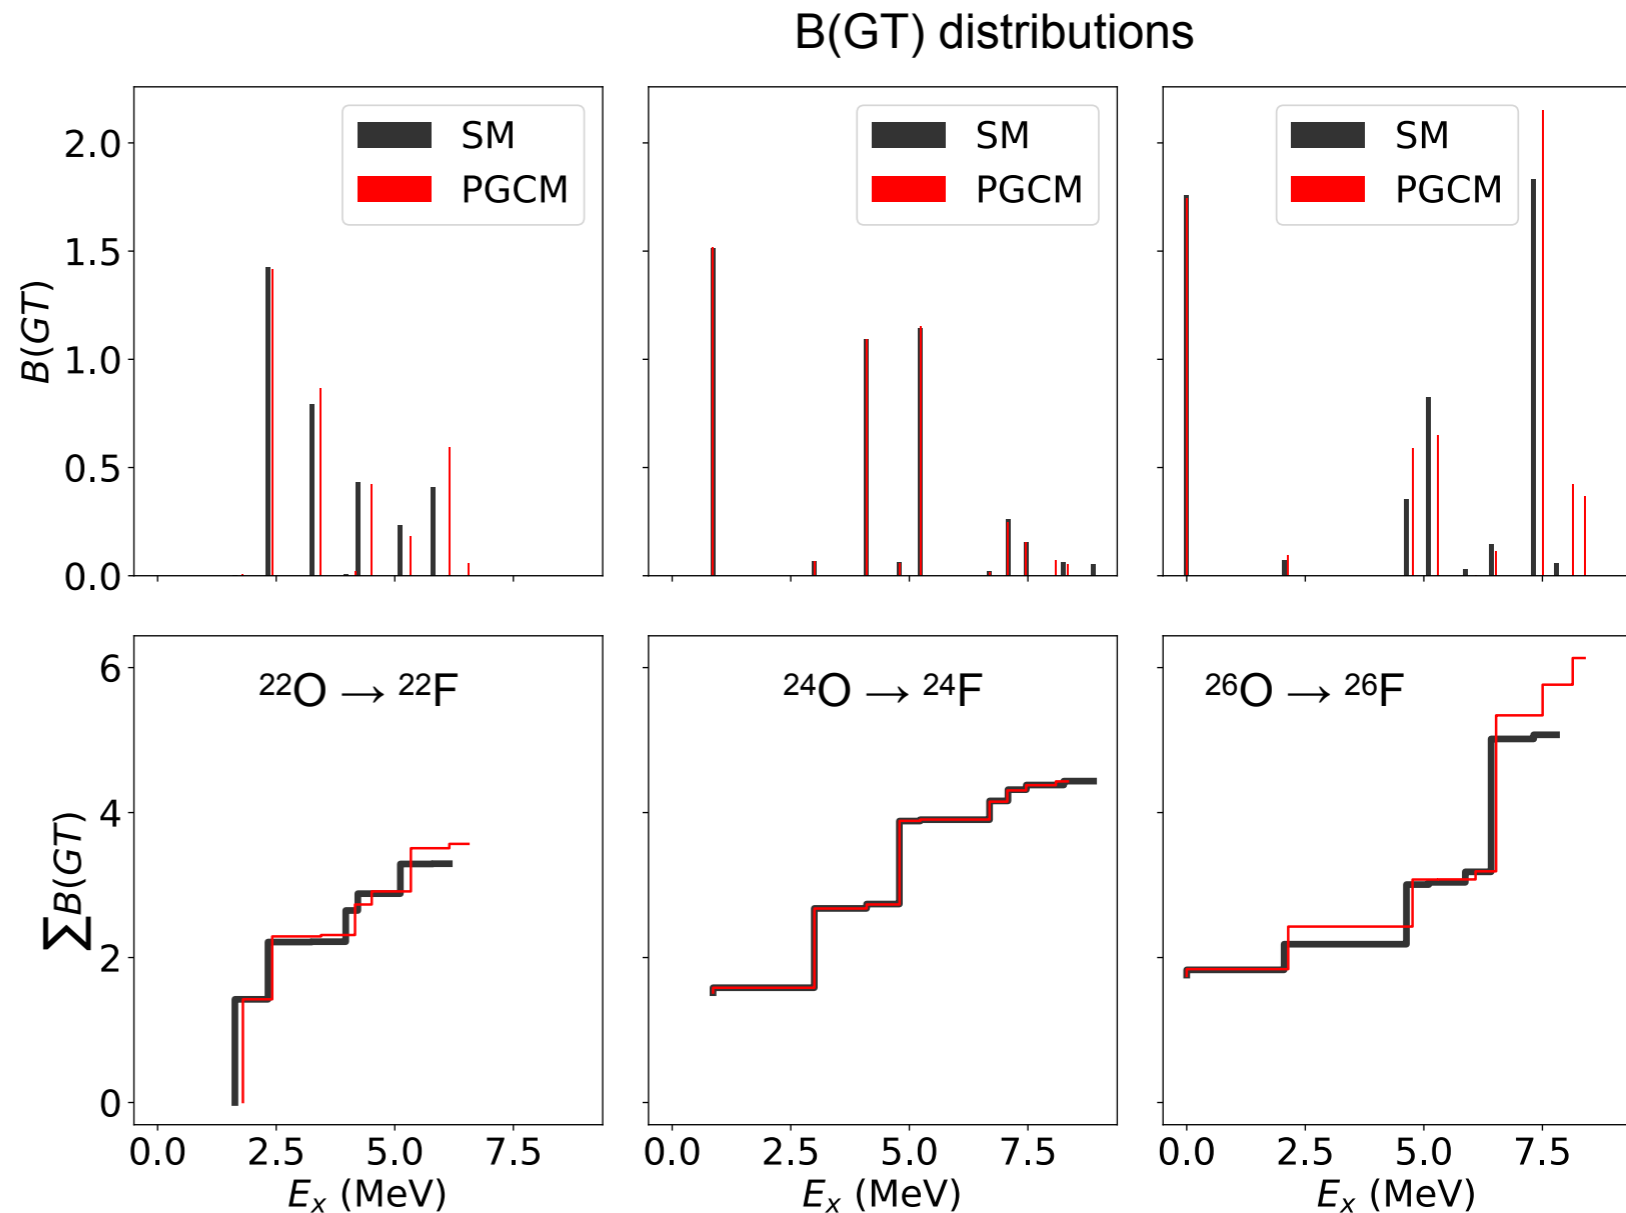 B(GT) distributions
SM
PGCM
SM
PGCM
SM
PGCM
B(GT)
2.0
1.5
1.0
0.5
0.0
²²O → ²²F
²⁴O → ²⁴F
²⁶O → ²⁶F
∑B(GT)
6
4
2
0
0.0 2.5 5.0 7.5
0.0 2.5 5.0 7.5
0.0 2.5 5.0 7.5
Eₓ (MeV)
Eₓ (MeV)
Eₓ (MeV)